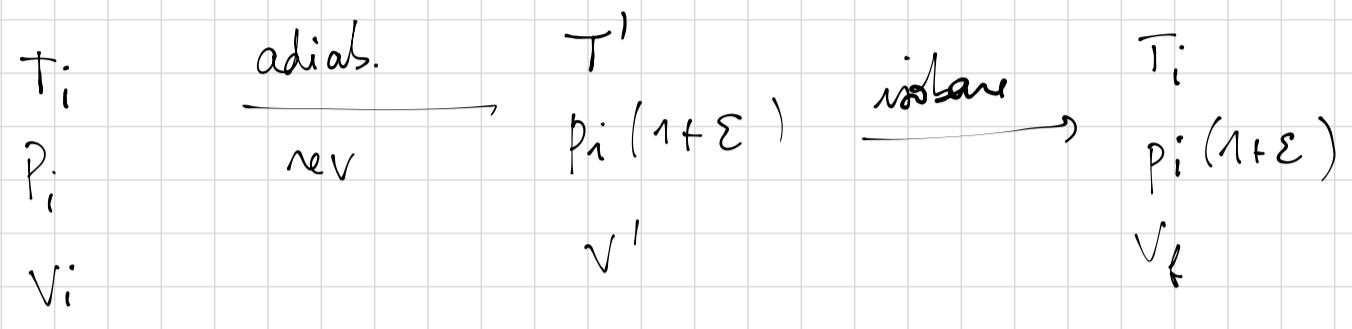 Ti adiab. T' isobare Ti
Pi rev pi(1+ε) pi(1+ε)
Vi V' Vf